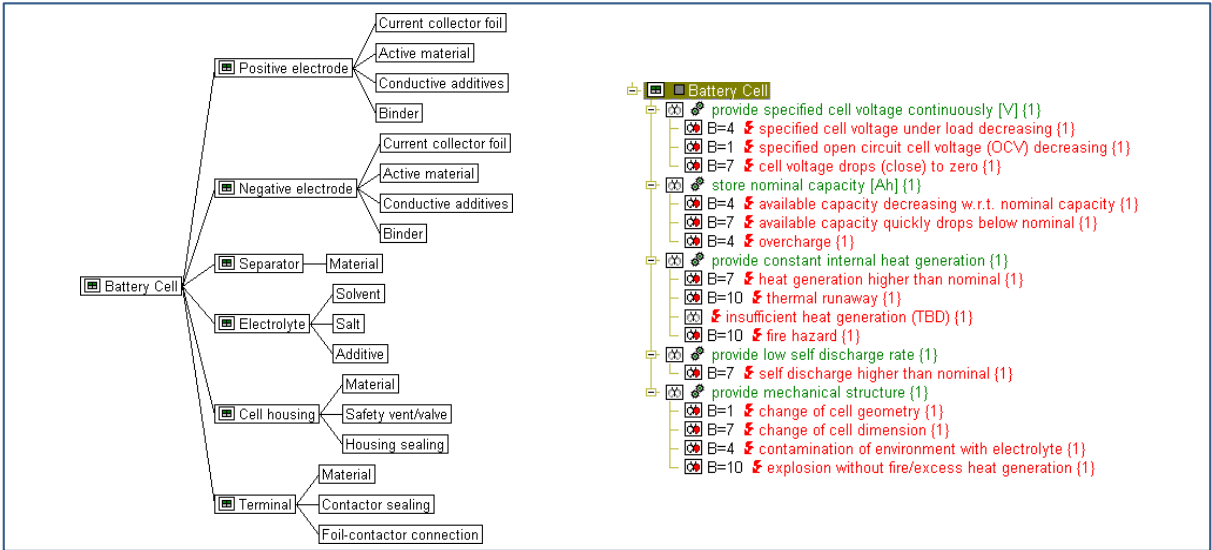 Current collector foil
Active material
Positive electrode
Conductive additives
Binder
Current collector foil
Active material
Negative electrode
Conductive additives
Binder
Separator
Material
Battery Cell
Solvent
Electrolyte
Salt
Additive
Material
Cell housing
Safety vent/valve
Housing sealing
Material
Terminal
Contactor sealing
Foil-contactor connection
Battery Cell
provide specified cell voltage continuously [V] {1}
B=4 specified cell voltage under load decreasing {1}
B=1 specified open circuit cell voltage (OCV) decreasing {1}
B=7 cell voltage drops (close) to zero {1}
store nominal capacity [Ah] {1}
B=4 available capacity decreasing w.r.t. nominal capacity {1}
B=7 available capacity quickly drops below nominal {1}
B=4 overcharge {1}
provide constant internal heat generation {1}
B=7 heat generation higher than nominal {1}
B=10 thermal runaway {1}
insufficient heat generation (TBD) {1}
B=10 fire hazard {1}
provide low self discharge rate {1}
B=7 self discharge higher than nominal {1}
provide mechanical structure {1}
B=1 change of cell geometry {1}
B=7 change of cell dimension {1}
B=4 contamination of environment with electrolyte {1}
B=10 explosion without fire/excess heat generation {1}